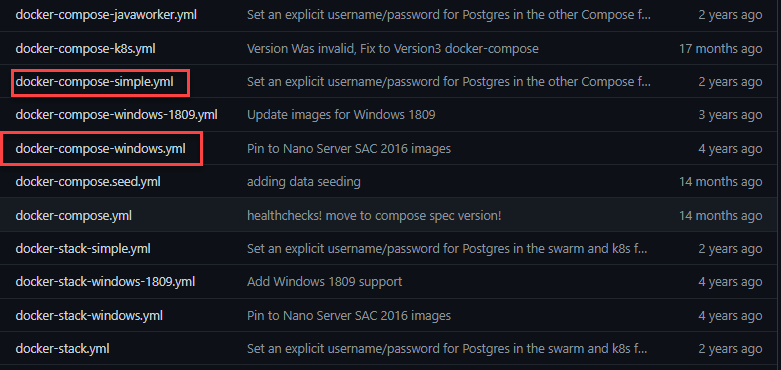 docker-compose-javaworker.yml Set an explicit username/password for Postgres in the other Compose f... 2 years ago
docker-compose-k8s.yml Version Was invalid, Fix to Version3 docker-compose 17 months ago
docker-compose-simple.yml Set an explicit username/password for Postgres in the other Compose f... 2 years ago
docker-compose-windows-1809.yml Update images for Windows 1809 3 years ago
docker-compose-windows.yml Pin to Nano Server SAC 2016 images 4 years ago
docker-compose.seed.yml adding data seeding 14 months ago
docker-compose.yml healthchecks! move to compose spec version! 14 months ago
docker-stack-simple.yml Set an explicit username/password for Postgres in the swarm and k8s f... 2 years ago
docker-stack-windows-1809.yml Add Windows 1809 support 4 years ago
docker-stack-windows.yml Pin to Nano Server SAC 2016 images 4 years ago
docker-stack.yml Set an explicit username/password for Postgres in the swarm and k8s f... 2 years ago